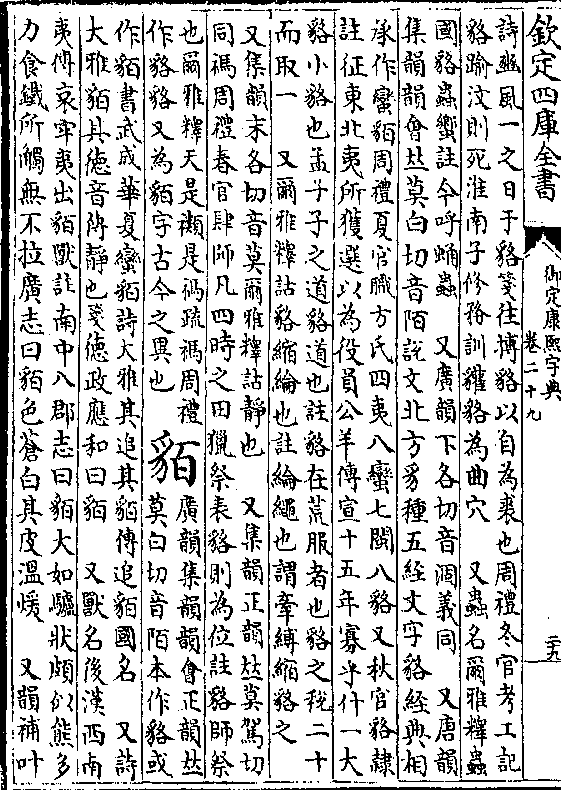 欽定四庫全書
御定康熙字典
卷二十九
二九
詩豳風一之日于貉箋往搏貉以自為裘也周禮冬官考工記
貉踰汶則死淮南子修務訓貛貉為曲穴 又蟲名爾雅釋蟲
國貉蟲蠁註今呼蛹蟲 又廣韻下各切音涸義同 又唐韻
集韻韻會𠀤莫白切音陌說文北方豸種五經文字貉經典相
承作蠻貊周禮夏官職方氏四夷八蠻七閩八貉又秋官貉隷
註征東北夷所獲選以為役員公羊傳宣十五年寡乎什一大
貉小貉也孟子子之道貉道也註貉在荒服者也貉之稅二十
而取一 又爾雅釋詁貉縮綸也註綸繩也謂牽縛縮貉之
又集韻末各切音莫爾雅釋詁靜也 又集韻正韻𠀤莫駕切
同禡周禮春官肆師凡四時之田獵祭表貉則為位註貉師祭
也爾雅釋天是禷是禡疏禡周禮
作貉貉又為貊字古今之異也
貊
廣韻集韻韻會正韻𠀤
莫白切音陌本作貉或
作貊書武成華夏蠻貊詩大雅其追其貊傳追貊國名 又詩
大雅貊其德音傳靜也箋德政應和曰貊 又獸名後漢西南
夷傳哀牢夷出貊獸註南中八郡志曰貊大如驢狀頗似熊多
力食鐵所觸無不拉廣志曰貊色蒼白其皮溫煖 又韻補叶